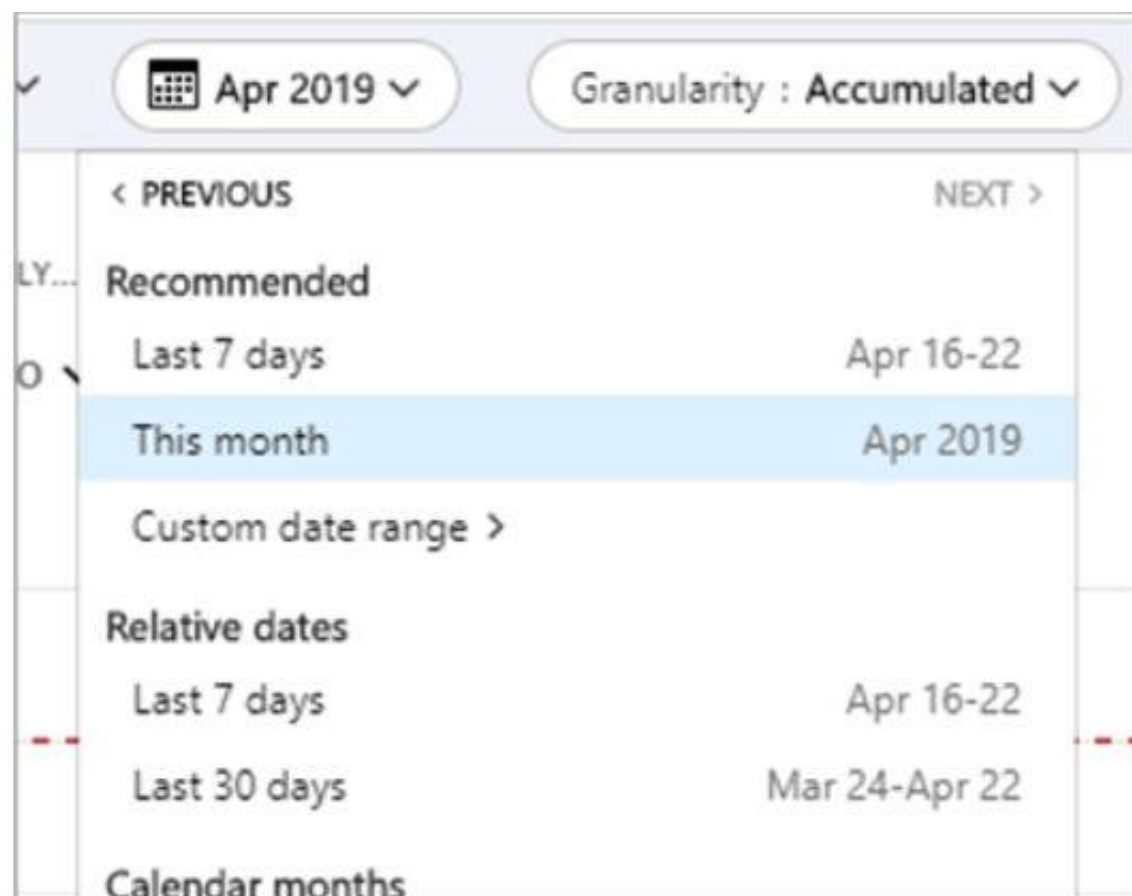 Apr 2019 Granularity : Accumulated
< PREVIOUS NEXT >
LY...
Recommended
Last 7 days Apr 16-22
O
This month Apr 2019
Custom date range >
Relative dates
Last 7 days Apr 16-22
Last 30 days Mar 24-Apr 22
Calendar months